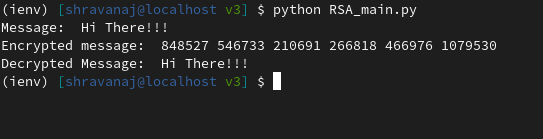 (ienv) [shravanaj@localhost v3] $ python RSA_main.py
Message:  Hi There!!!
Encrypted message:  848527 546733 210691 266818 466976 1079530
Decrypted Message:  Hi There!!!
(ienv) [shravanaj@localhost v3] $